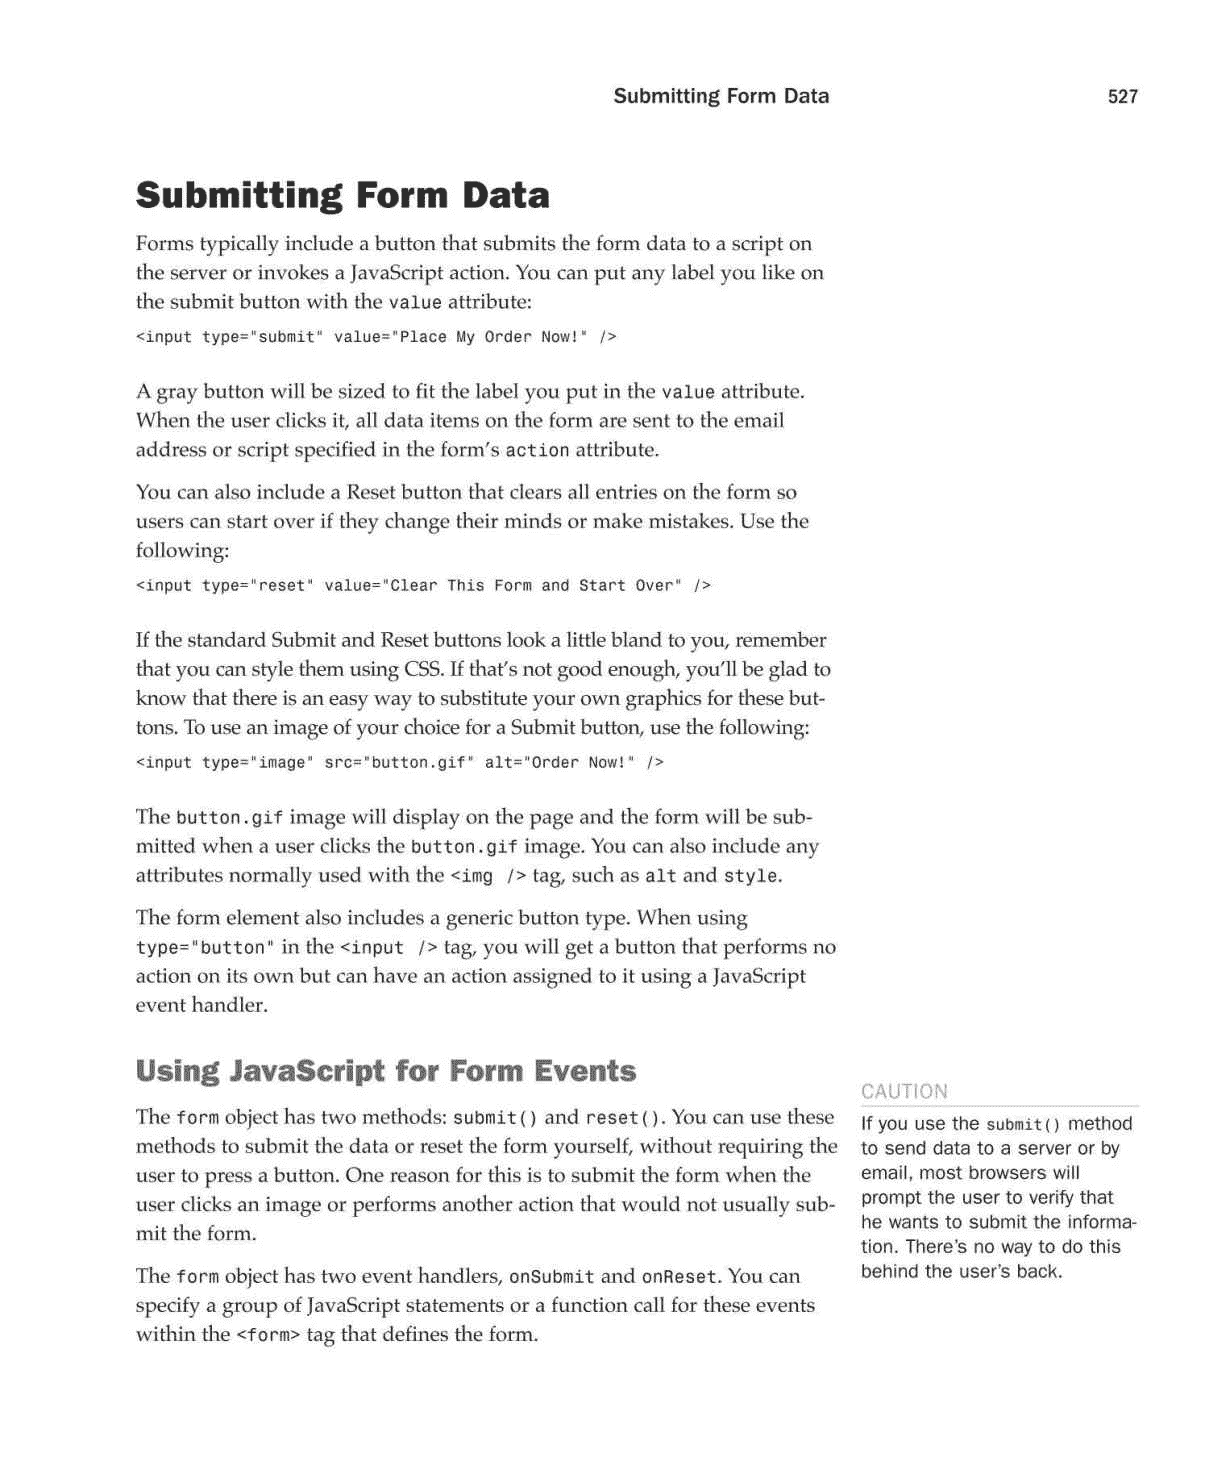 Submitting Form Data 527
Submitting Form Data
Forms typically include a button that submits the form data to a script on
the server or invokes a JavaScript action. You can put any label you like on
the submit button with the value attribute:
<input type="submit" value="Place My Order Now!" />
A gray button will be sized to fit the label you put in the value attribute.
When the user clicks it, all data items on the form are sent to the email
address or script specified in the form's action attribute.
You can also include a Reset button that clears all entries on the form so
users can start over if they change their minds or make mistakes. Use the
following:
<input type="reset" value="Clear This Form and Start Over" />
If the standard Submit and Reset buttons look a little bland to you, remember
that you can style them using CSS. If that's not good enough, you'll be glad to
know that there is an easy way to substitute your own graphics for these but-
tons. To use an image of your choice for a Submit button, use the following:
<input type="image" src="button.gif" alt="Order Now!" />
The button.gif image will display on the page and the form will be sub-
mitted when a user clicks the button.gif image. You can also include any
attributes normally used with the <img /> tag, such as alt and style.
The form element also includes a generic button type. When using
type="button" in the <input /> tag, you will get a button that performs no
action on its own but can have an action assigned to it using a JavaScript
event handler.
Using JavaScript for Form Events
The form object has two methods: submit() and reset(). You can use these
methods to submit the data or reset the form yourself, without requiring the
user to press a button. One reason for this is to submit the form when the
user clicks an image or performs another action that would not usually sub-
mit the form.
The form object has two event handlers, onSubmit and onReset. You can
specify a group of JavaScript statements or a function call for these events
within the <form> tag that defines the form.
CAUTION
If you use the submit() method
to send data to a server or by
email, most browsers will
prompt the user to verify that
he wants to submit the informa-
tion. There's no way to do this
behind the user's back.